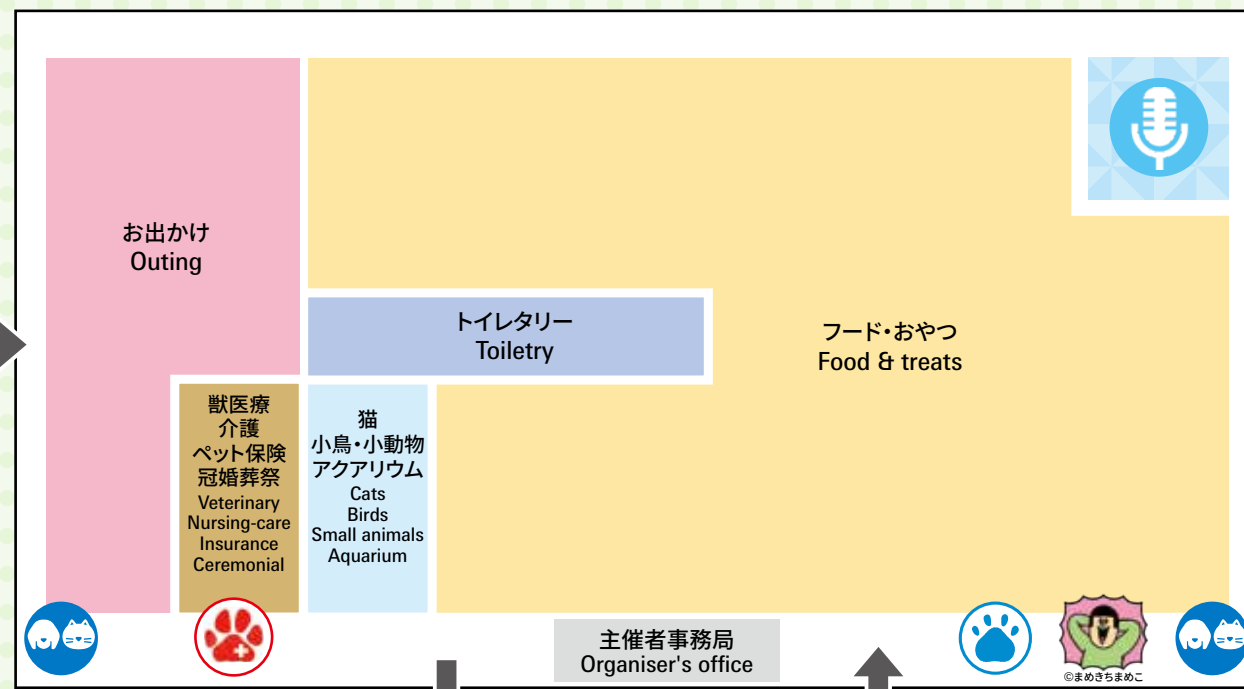 お出かけ
Outing
トイレタリー
Toiletry
フード・おやつ
Food & treats
獣医療
介護
ペット保険
冠婚葬祭
Veterinary
Nursing-care
Insurance
Ceremonial
猫
小鳥・小動物
アクアリウム
Cats
Birds
Small animals
Aquarium
主催者事務局
Organiser's office
©まめきちまめこ